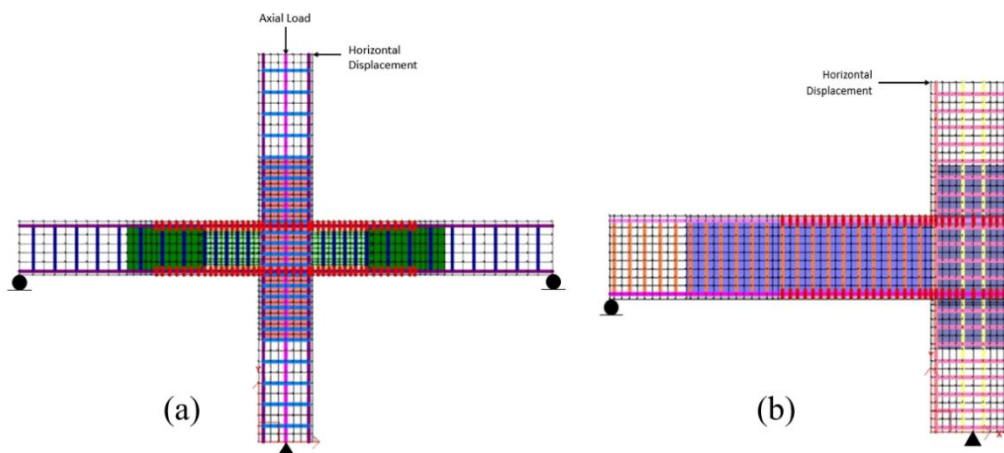 Axial Load
Horizontal
Displacement
Horizontal
Displacement
Y
X
(a)
(b)